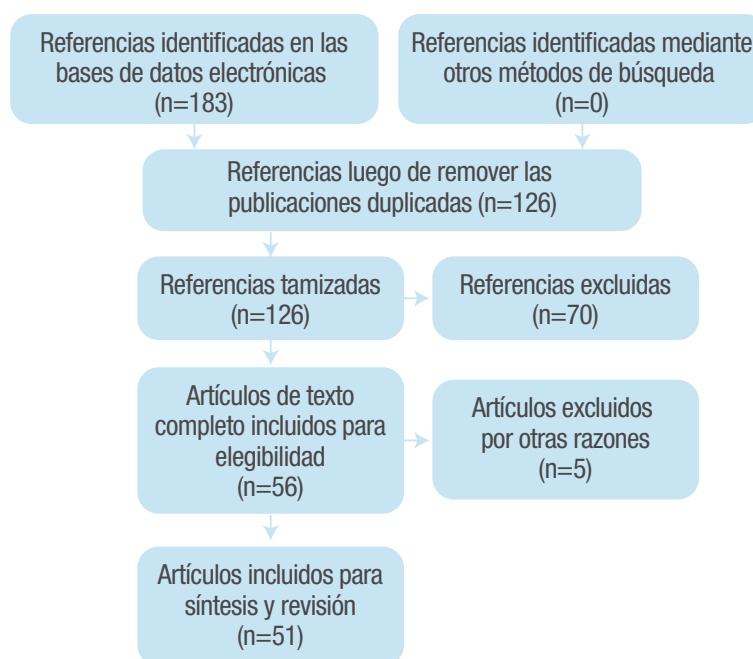 Referencias identificadas en las
bases de datos electrónicas
(n=183)
Referencias identificadas mediante
otros métodos de búsqueda
(n=0)
Referencias luego de remover las
publicaciones duplicadas (n=126)
Referencias tamizadas
(n=126)
Referencias excluidas
(n=70)
Artículos de texto
completo incluidos para
elegibilidad
(n=56)
Artículos excluidos
por otras razones
(n=5)
Artículos incluidos para
síntesis y revisión
(n=51)